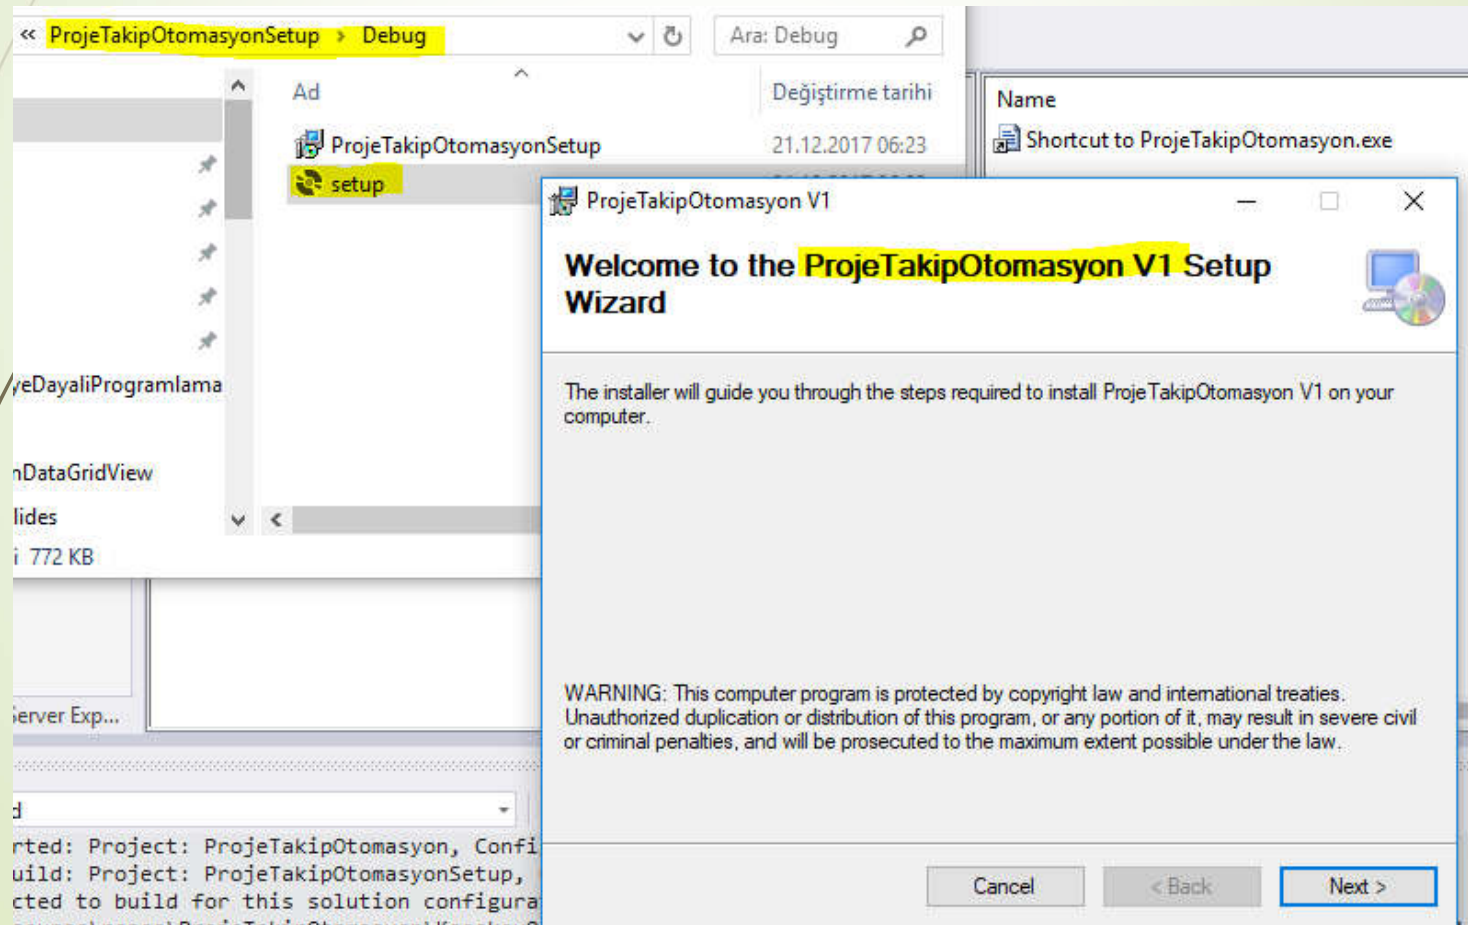 « ProjeTakipOtomasyonSetup › Debug
Ara: Debug
Ad
Değiştirme tarihi
ProjeTakipOtomasyonSetup
21.12.2017 06:23
setup
Name
Shortcut to ProjeTakipOtomasyon.exe
yeDayaliProgramlama
nDataGridView
lides
i 772 KB
ProjeTakipOtomasyon V1
Welcome to the ProjeTakipOtomasyon V1 Setup
Wizard
The installer will guide you through the steps required to install ProjeTakipOtomasyon V1 on your
computer.
WARNING: This computer program is protected by copyright law and international treaties.
Unauthorized duplication or distribution of this program, or any portion of it, may result in severe civil
or criminal penalties, and will be prosecuted to the maximum extent possible under the law.
Cancel
< Back
Next >
Server Exp...
d
rted: Project: ProjeTakipOtomasyon, Confi
uild: Project: ProjeTakipOtomasyonSetup,
cted to build for this solution configura